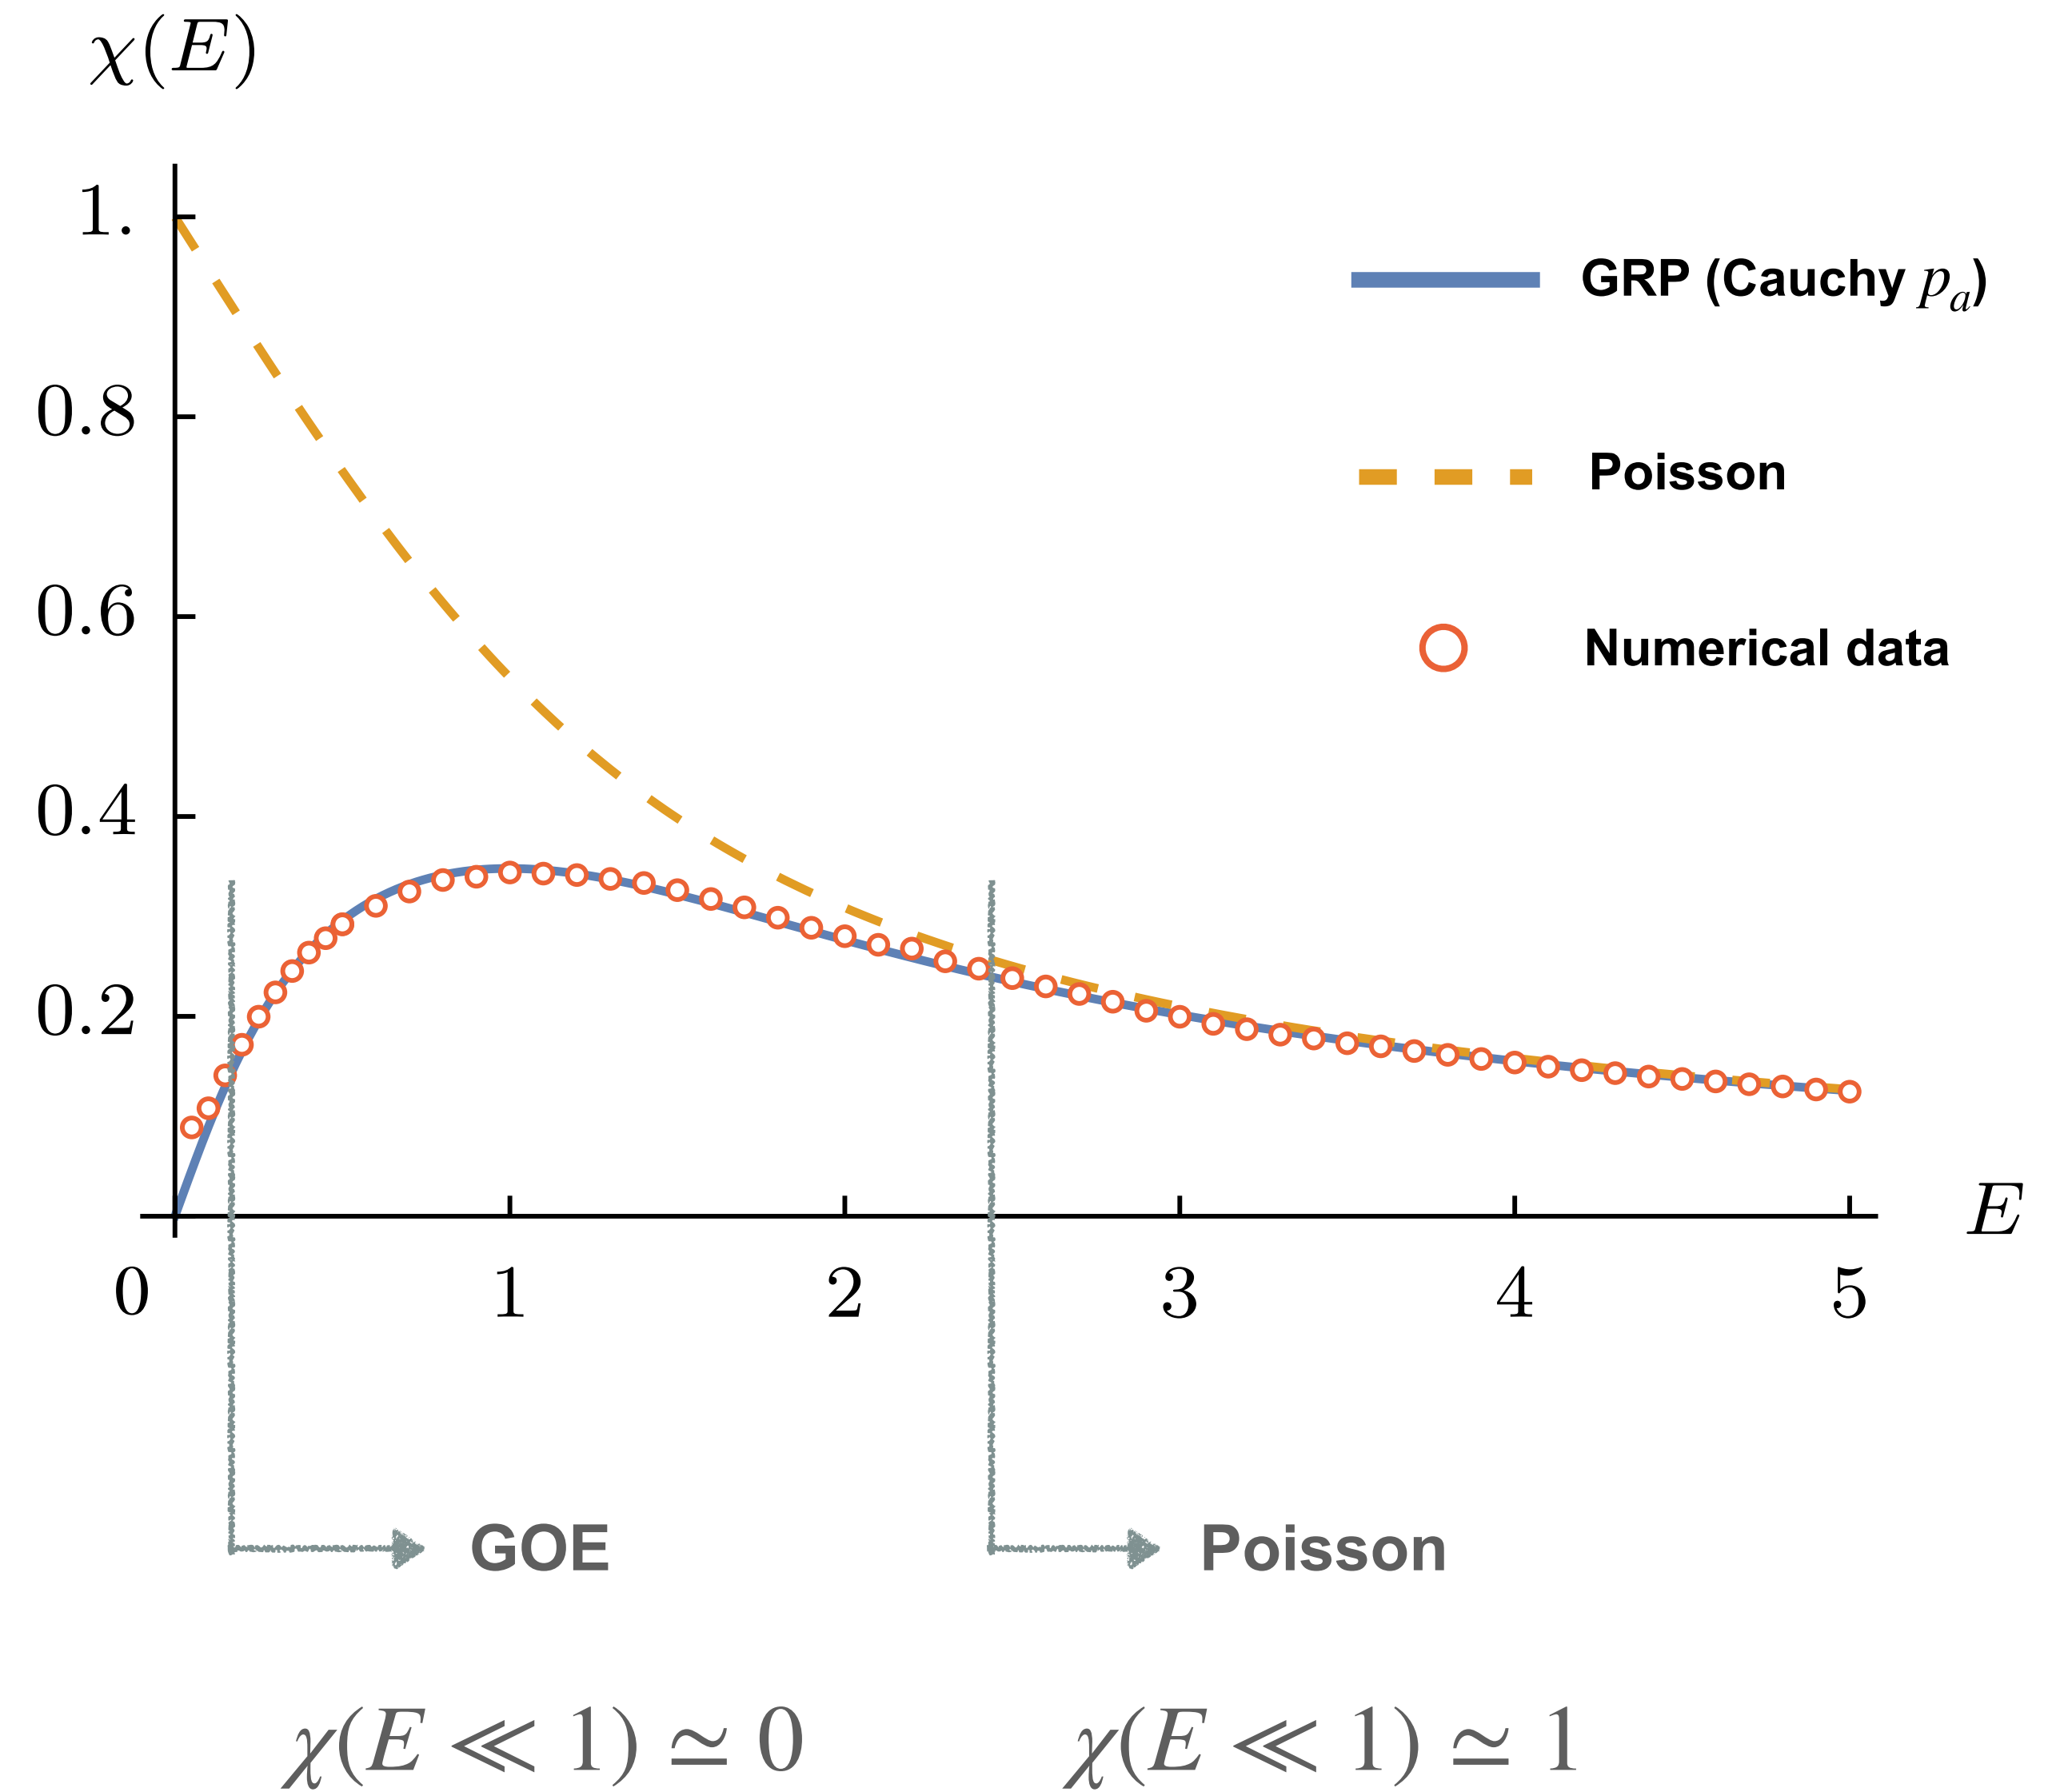 χ(E)
1.
0.8
0.6
0.4
0.2
0 1 2 3 4 5
E
GRP (Cauchy p_d)
Poisson
Numerical data
GOE
Poisson
χ(E ≪ 1) ≃ 0
χ(E ≪ 1) ≃ 1